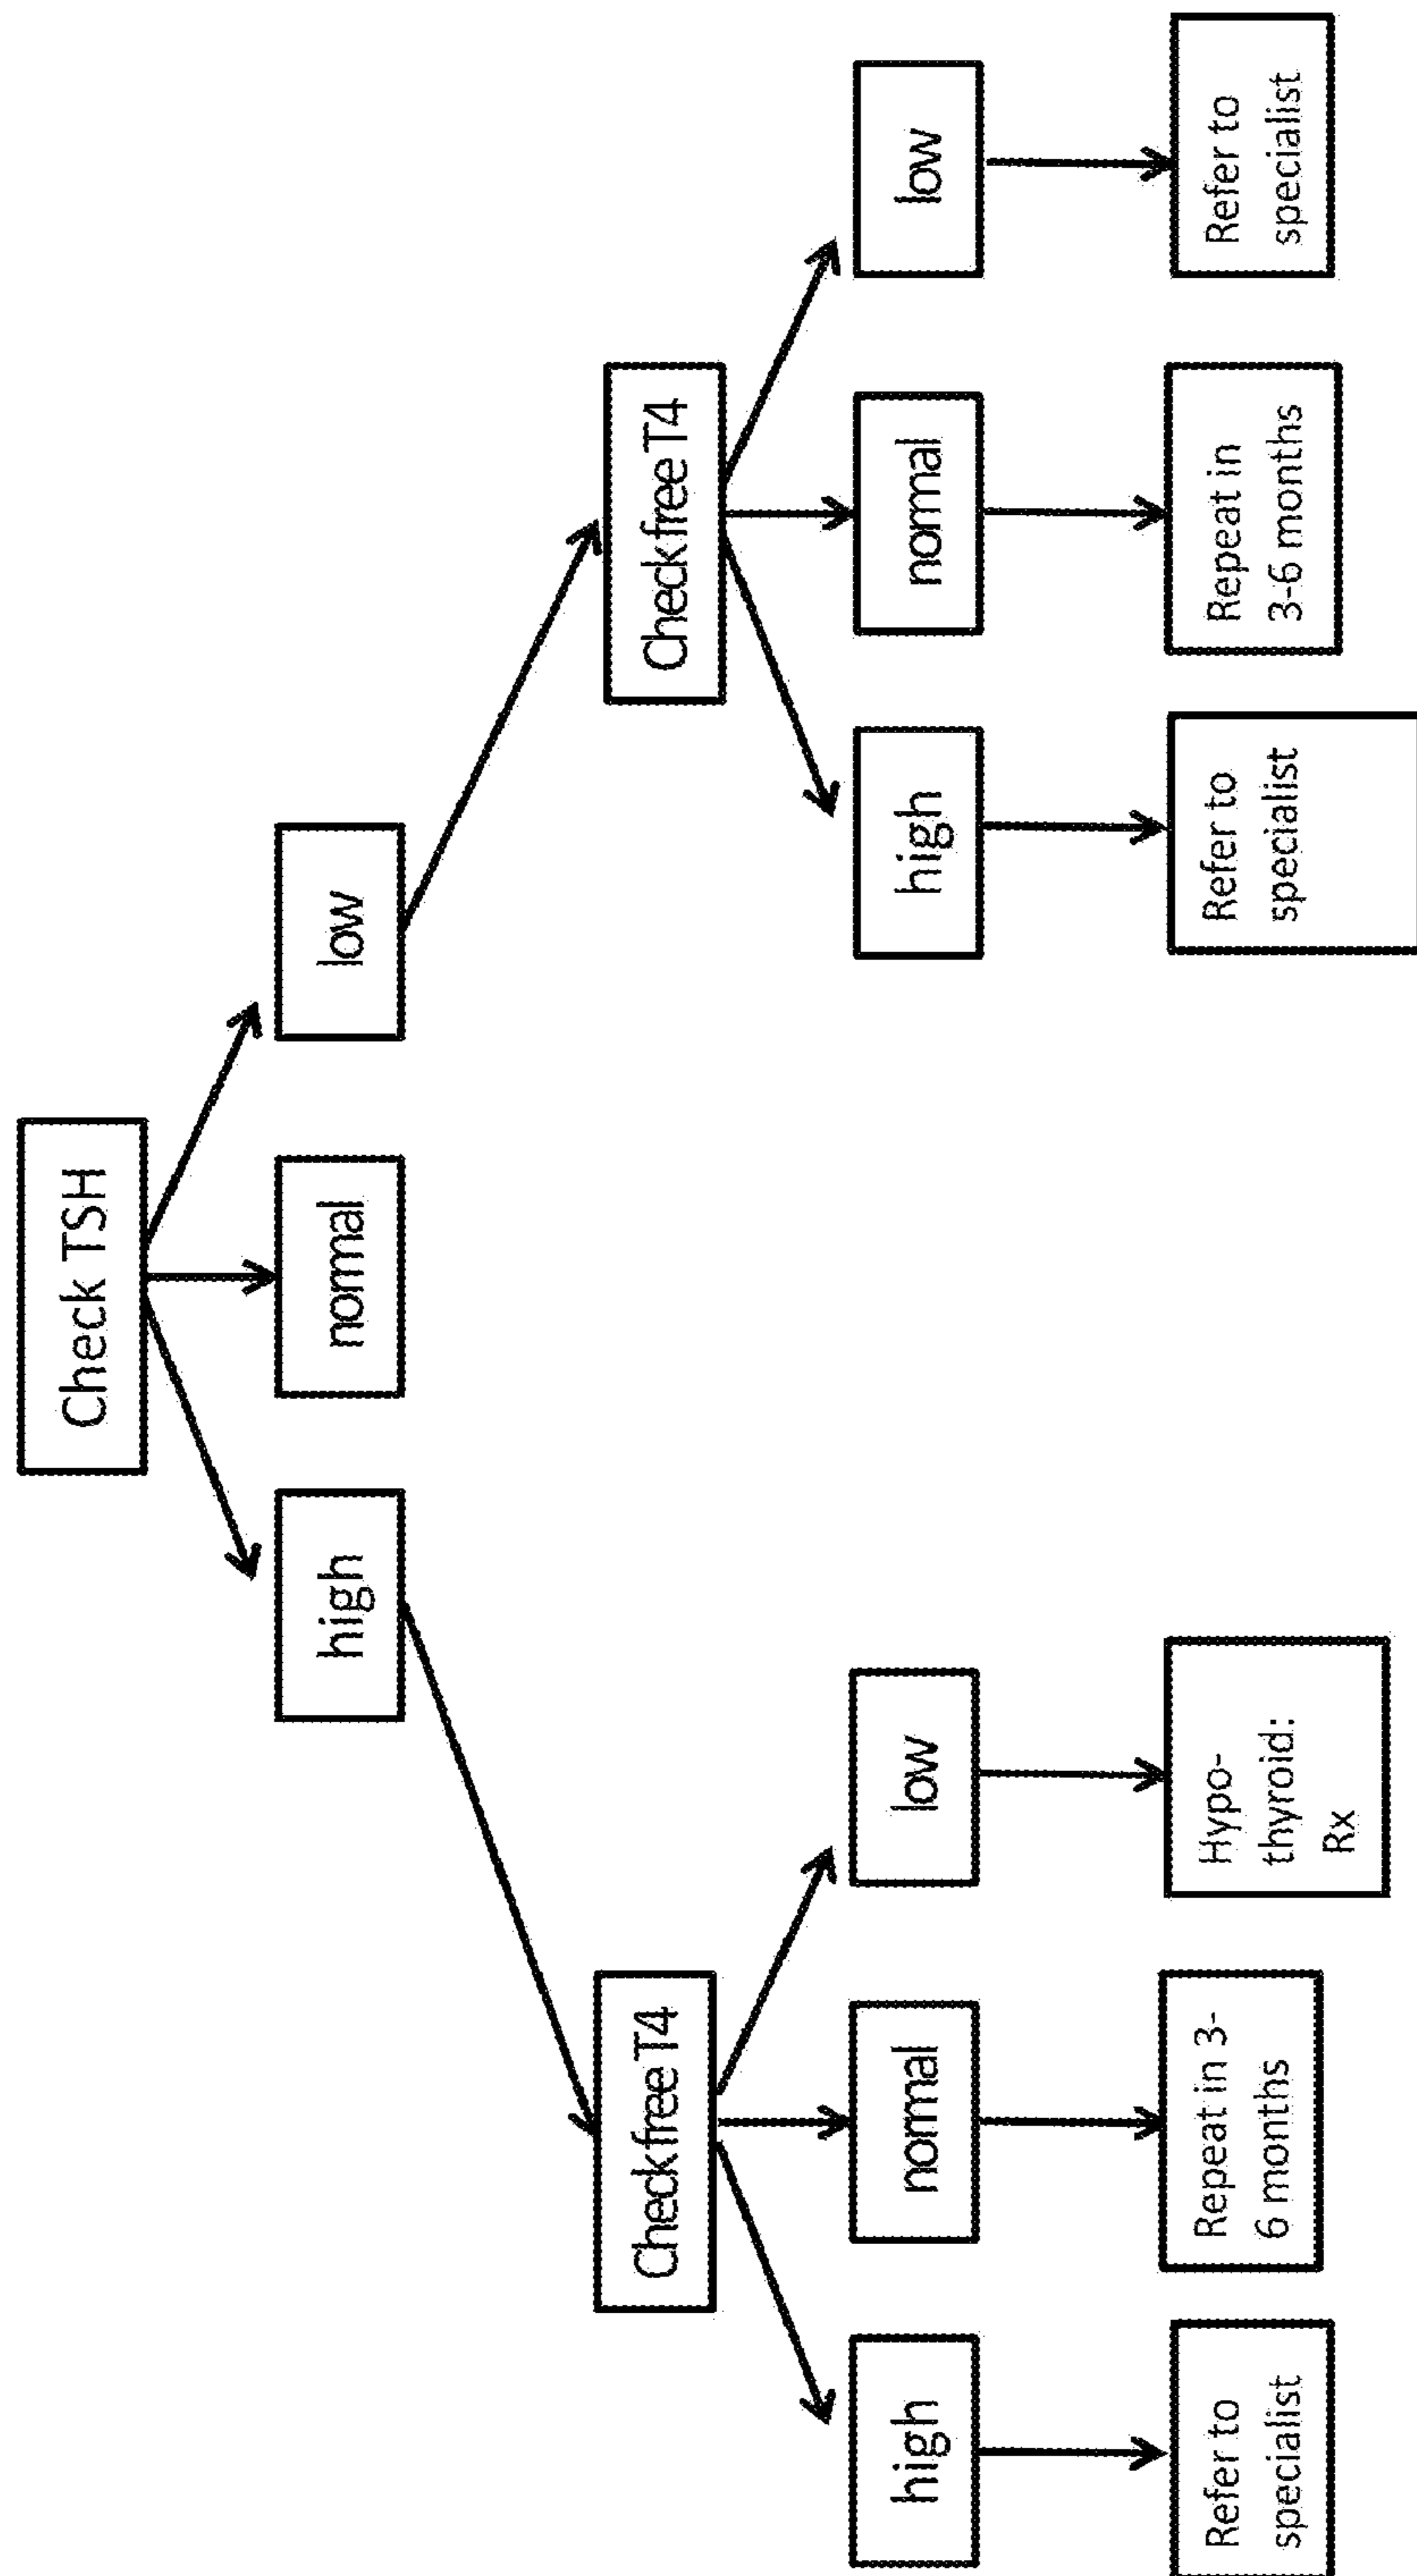 Check TSH
high
normal
low
Check free T4
Check free T4
high
normal
low
high
normal
low
Refer to
specialist
Repeat in 3-
6 months
Hypo-
thyroid:
Rx
Refer to
specialist
Repeat in
3-6 months
Refer to
specialist